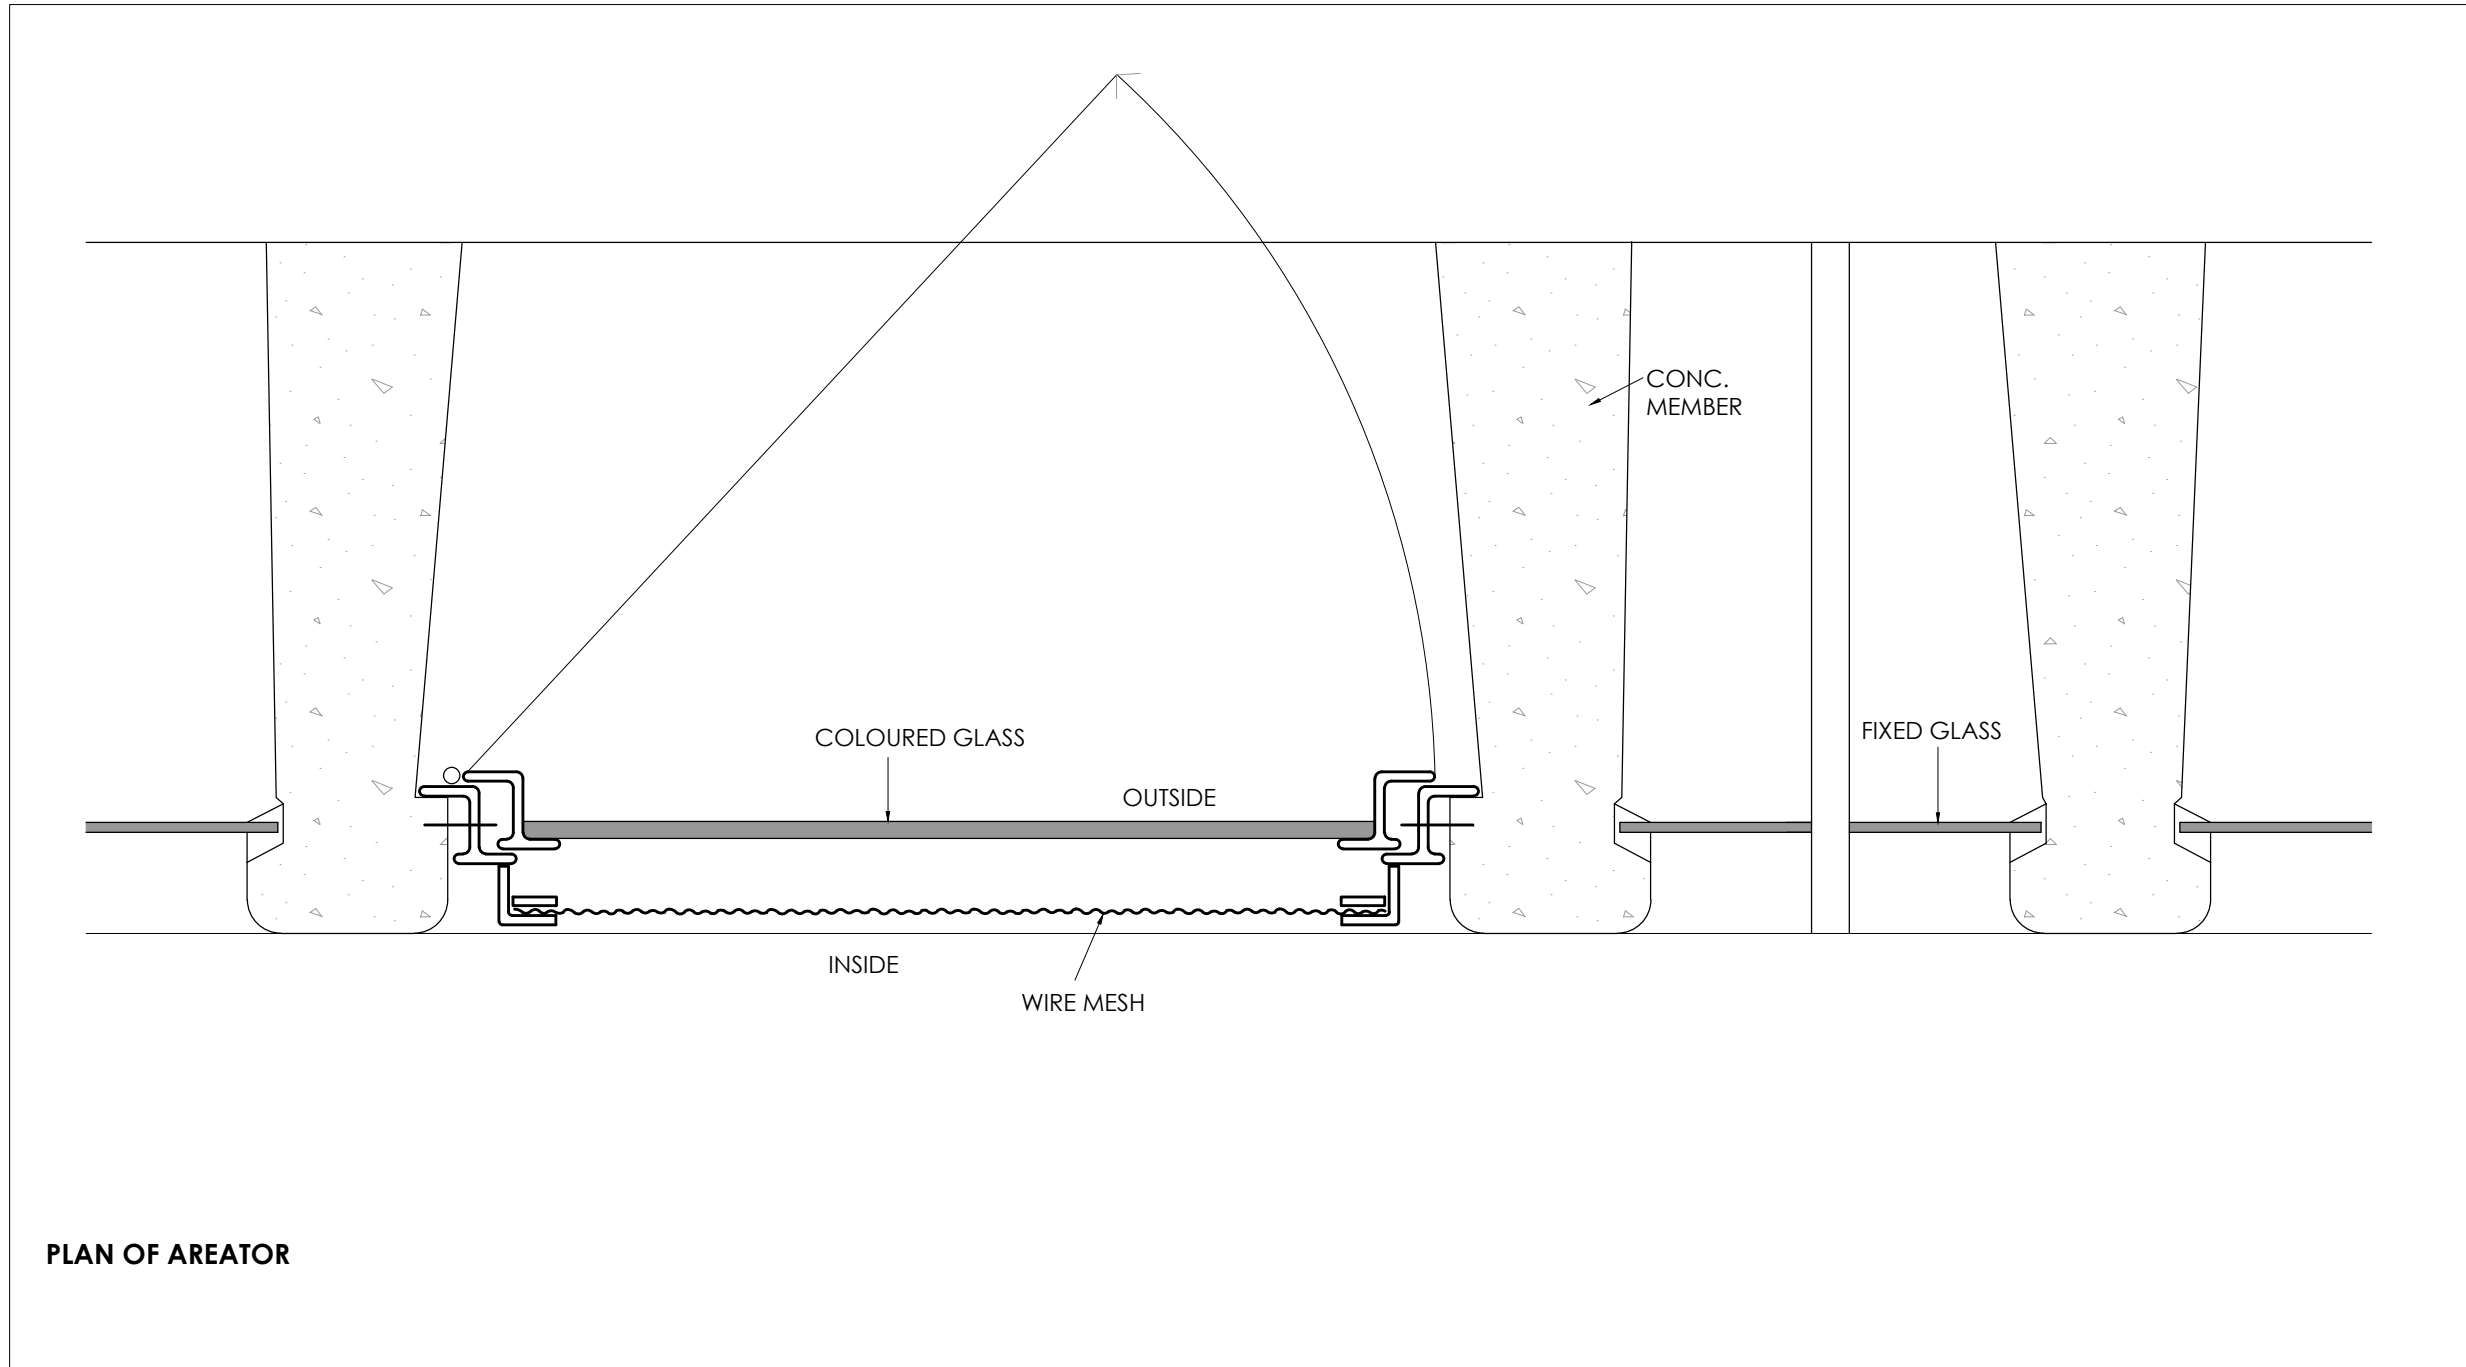 CONC.
MEMBER
COLOURED GLASS
FIXED GLASS
OUTSIDE
INSIDE
WIRE MESH
PLAN OF AREATOR